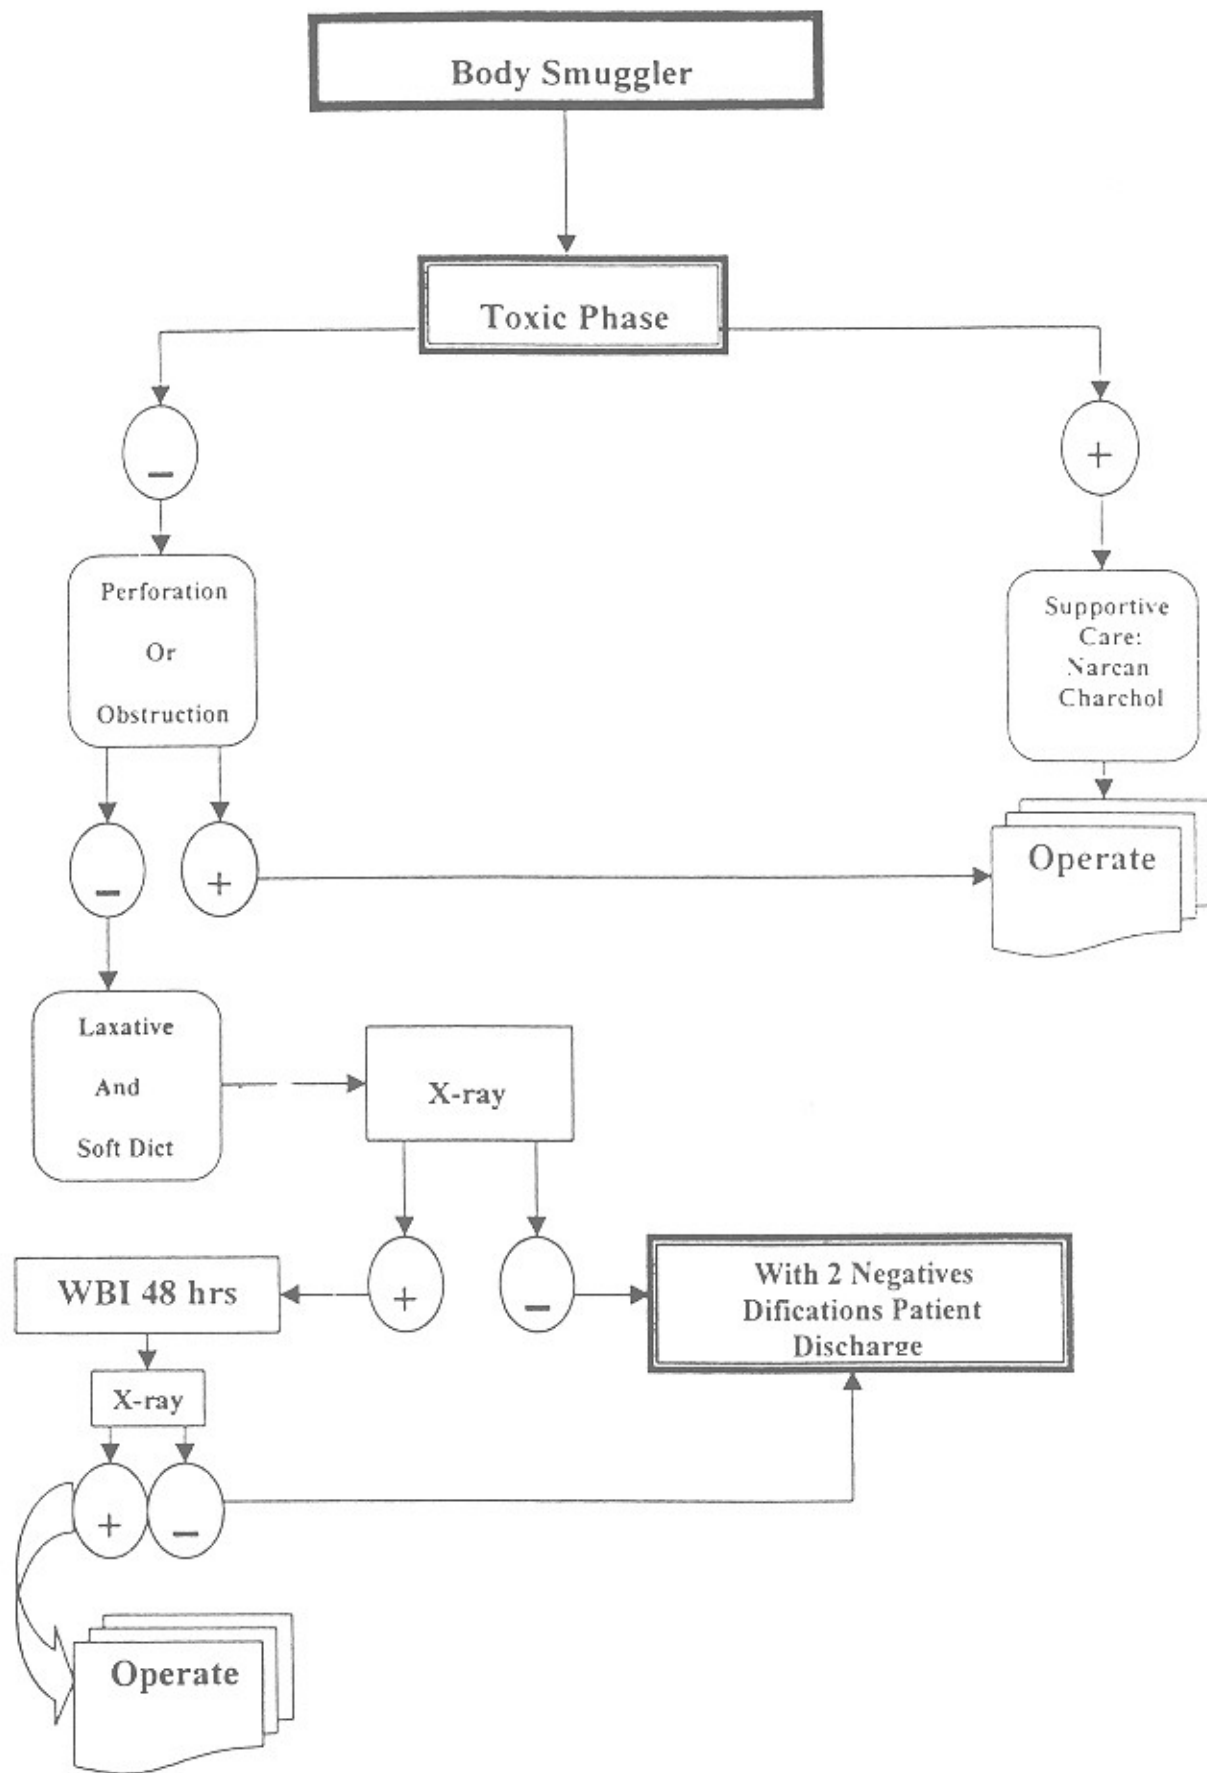 Body Smuggler
Toxic Phase
−
+
Perforation
Or
Obstruction
Supportive
Care:
Narcan
Charchol
−
+
Operate
Laxative
And
Soft Dict
X-ray
+
−
WBI 48 hrs
With 2 Negatives
Difications Patient
Discharge
X-ray
+
−
Operate